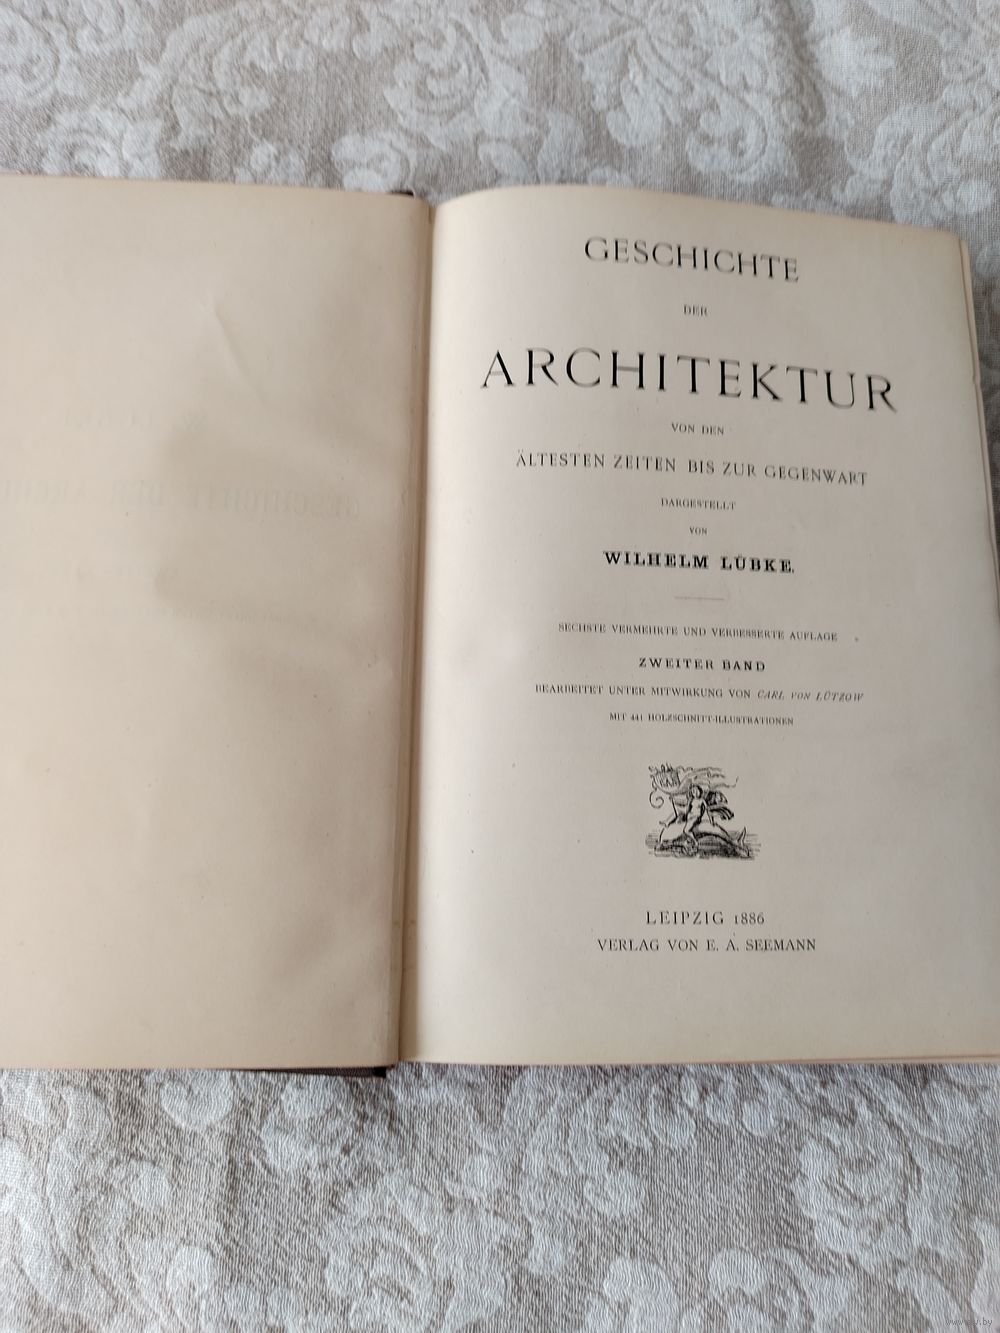 GESCHICHTE
DER
ARCHITEKTUR
VON DEN
ÄLTESTEN ZEITEN BIS ZUR GEGENWART
DARGESTELLT
VON
WILHELM LÜBKE.
SECHSTE VERMEHRTE UND VERBESSERTE AUFLAGE
ZWEITER BAND
BEARBEITET UNTER MITWIRKUNG VON CARL VON LÜTZOW
MIT 441 HOLZSCHNITT-ILLUSTRATIONEN
LEIPZIG 1886
VERLAG VON E. A. SEEMANN